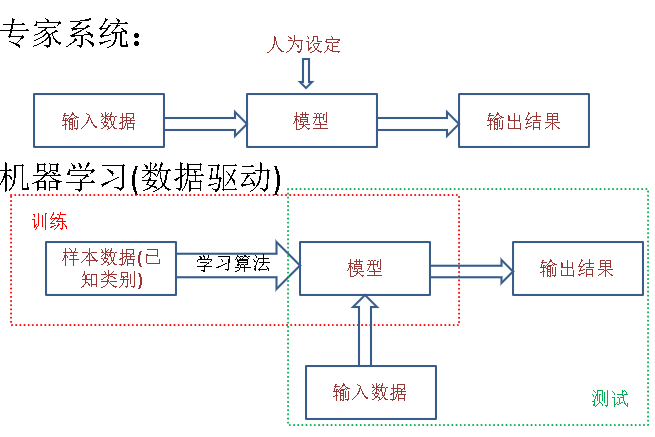 专家系统：
人为设定
输入数据
模型
输出结果
机器学习(数据驱动)
训练
样本数据(已
知类别)
学习算法
模型
输出结果
输入数据
测试